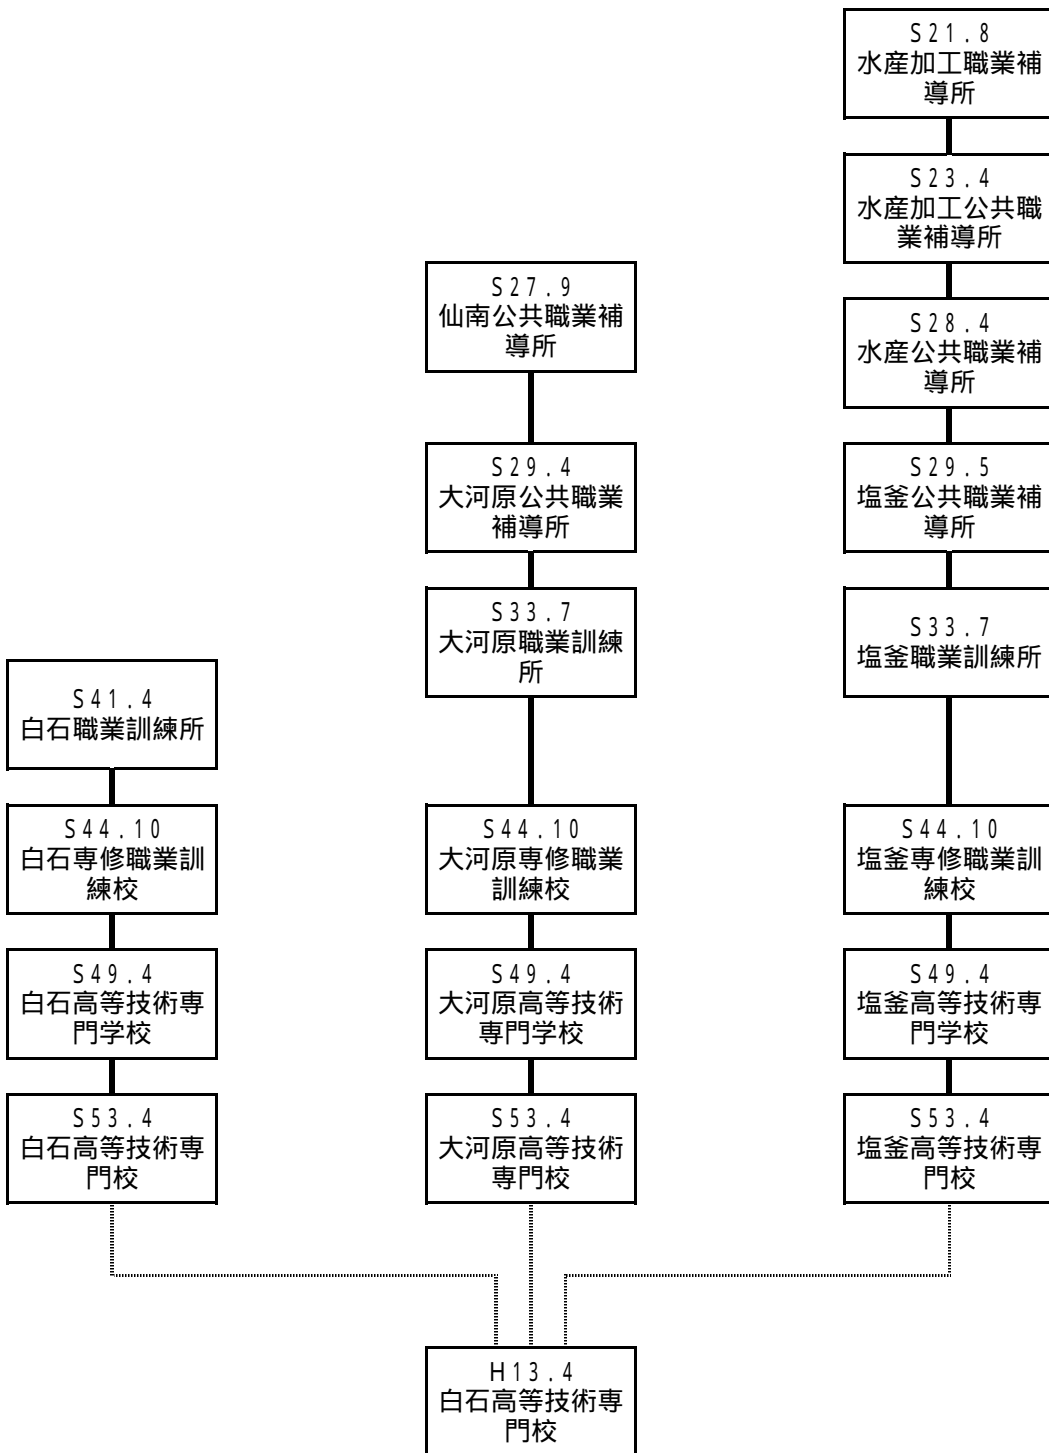 S21.8
水産加工職業補
導所
S23.4
水産加工公共職
業補導所
S27.9
仙南公共職業補
導所
S28.4
水産公共職業補
導所
S29.4
大河原公共職業
補導所
S29.5
塩釜公共職業補
導所
S33.7
大河原職業訓練
所
S33.7
塩釜職業訓練所
S41.4
白石職業訓練所
S44.10
白石専修職業訓
練校
S44.10
大河原専修職業
訓練校
S44.10
塩釜専修職業訓
練校
S49.4
白石高等技術専
門学校
S49.4
大河原高等技術
専門学校
S49.4
塩釜高等技術専
門学校
S53.4
白石高等技術専
門校
S53.4
大河原高等技術
専門校
S53.4
塩釜高等技術専
門校
H13.4
白石高等技術専
門校